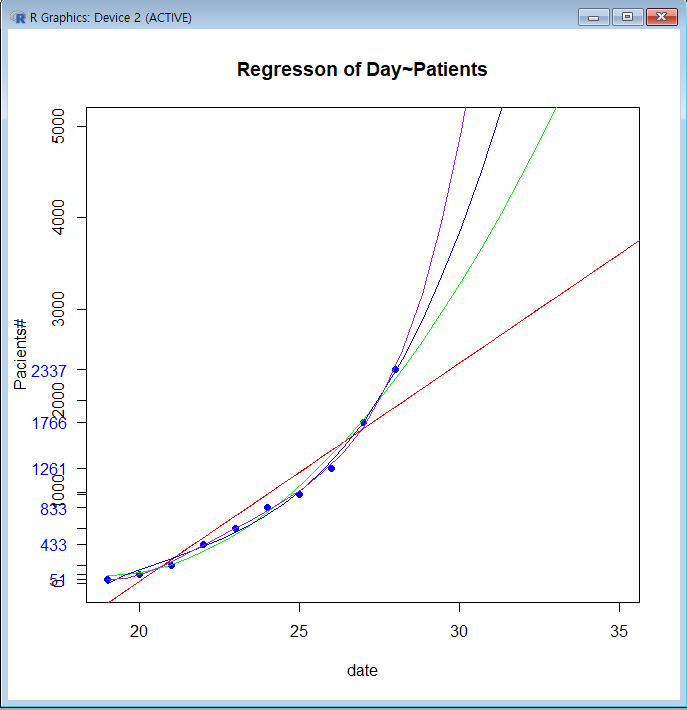 R Graphics: Device 2 (ACTIVE)
Regresson of Day~Patients
5000
4000
3000
2337
2000
1766
1261
1000
833
433
51
0
20 25 30 35
date
Pacients#